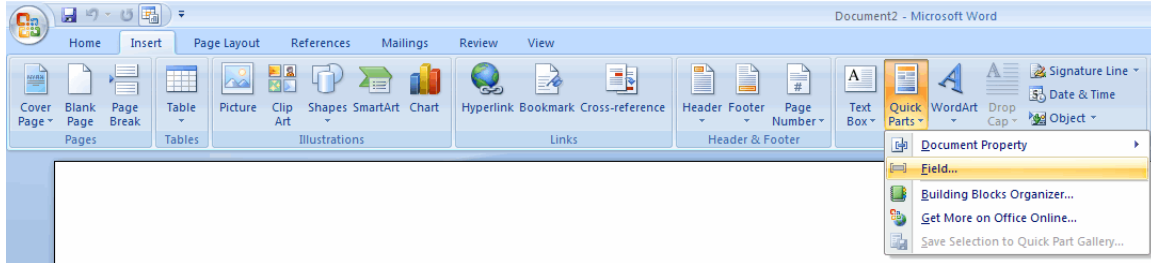 Document2 - Microsoft Word
Home Insert Page Layout References Mailings Review View
Cover Page Blank Page Page Break Table Picture Clip Art Shapes SmartArt Chart Hyperlink Bookmark Cross-reference Header Footer Page Number Text Box Quick Parts WordArt Drop Cap
Signature Line
Date & Time
Object
Pages Tables Illustrations Links Header & Footer
Document Property
Field...
Building Blocks Organizer...
Get More on Office Online...
Save Selection to Quick Part Gallery...